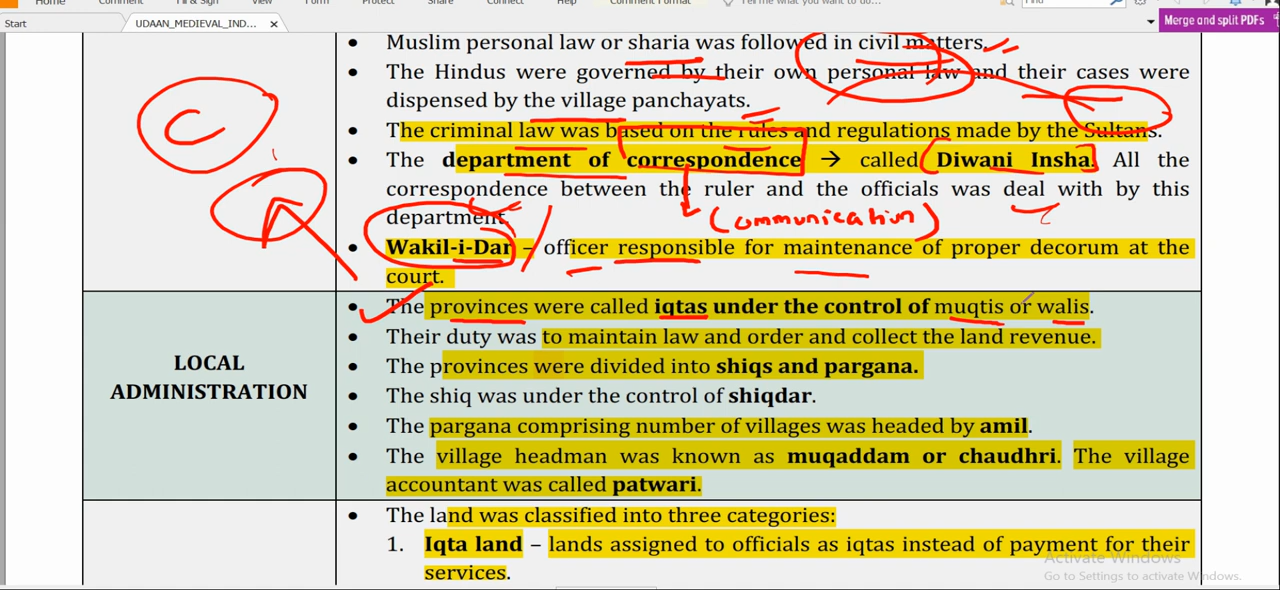 Comment Fill & Sign View Form Protect Share Connect Help Comment Format Tell me what you want to do... Find
Start UDAAN_MEDIEVAL_IND... × Merge and split PDFs
• Muslim personal law or sharia was followed in civil matters.
• The Hindus were governed by their own personal law and their cases were
dispensed by the village panchayats.
• The criminal law was based on the rules and regulations made by the Sultans.
• The department of correspondence → called Diwani Insha. All the
correspondence between the ruler and the officials was deal with by this
department.
(communication)
C
• Wakil-i-Dar – officer responsible for maintenance of proper decorum at the
court.
LOCAL
ADMINISTRATION
• The provinces were called iqtas under the control of muqtis or walis.
• Their duty was to maintain law and order and collect the land revenue.
• The provinces were divided into shiqs and pargana.
• The shiq was under the control of shiqdar.
• The pargana comprising number of villages was headed by amil.
• The village headman was known as muqaddam or chaudhri. The village
accountant was called patwari.
• The land was classified into three categories:
1. Iqta land – lands assigned to officials as iqtas instead of payment for their
services.
Activate Windows
Go to Settings to activate Windows.